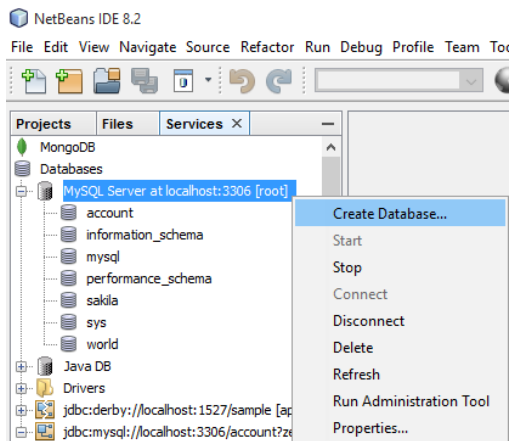 NetBeans IDE 8.2
File Edit View Navigate Source Refactor Run Debug Profile Team
Projects Files Services
MongoDB
Databases
MySQL Server at localhost:3306 [root]
account
information_schema
mysql
performance_schema
sakila
sys
world
Java DB
Drivers
jdbc:derby://localhost:1527/sample
jdbc:mysql://localhost:3306/account?ze
Create Database...
Start
Stop
Connect
Disconnect
Delete
Refresh
Run Administration Tool
Properties...